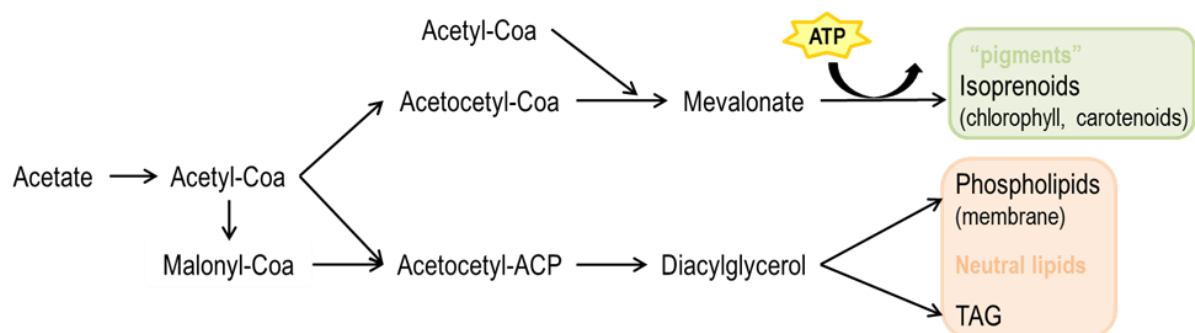 Acetyl-Coa
ATP
"pigments"
Isoprenoids
(chlorophyll, carotenoids)
Acetocetyl-Coa
Mevalonate
Acetate
Acetyl-Coa
Malonyl-Coa
Acetocetyl-ACP
Diacylglycerol
Phospholipids
(membrane)
Neutral lipids
TAG